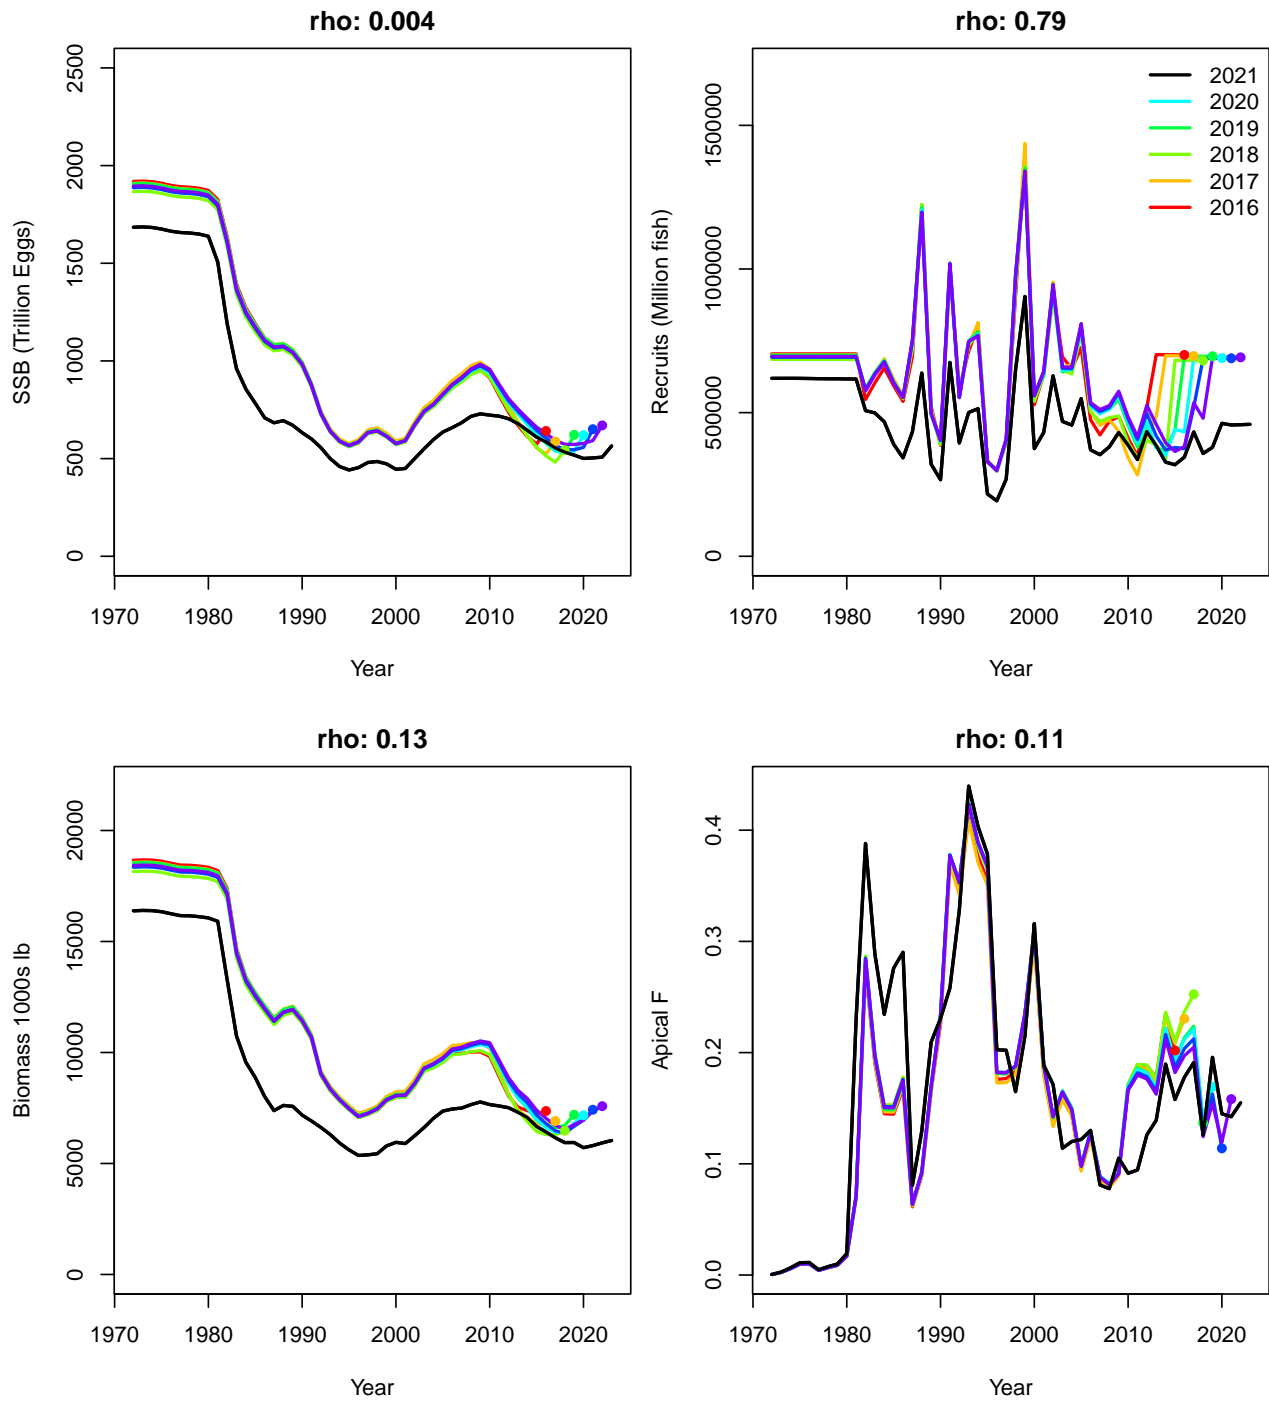 rho: 0.004
SSB (Trillion Eggs)
2500
2000
1500
1000
500
0
1970 1980 1990 2000 2010 2020
Year
rho: 0.79
Recruits (Million fish)
1500000
1000000
500000
0
2021
2020
2019
2018
2017
2016
1970 1980 1990 2000 2010 2020
Year
rho: 0.13
Biomass 1000s lb
20000
15000
10000
5000
0
1970 1980 1990 2000 2010 2020
Year
rho: 0.11
Apical F
0.4
0.3
0.2
0.1
0.0
1970 1980 1990 2000 2010 2020
Year